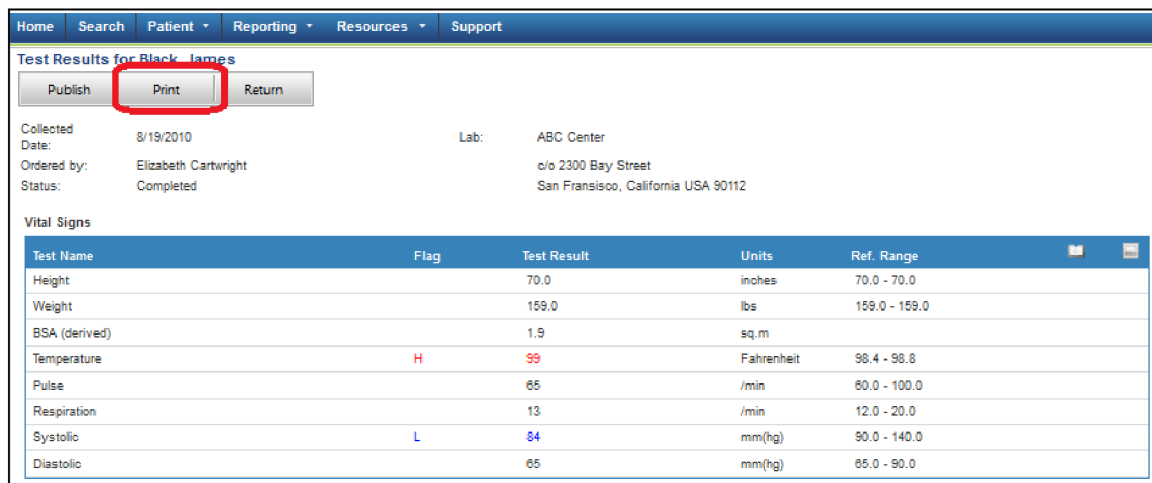 Home Search Patient Reporting Resources Support
Test Results for Black, James
Publish Print Return
Collected Date: 8/19/2010 Lab: ABC Center
Ordered by: Elizabeth Cartwright c/o 2300 Bay Street
Status: Completed San Fransisco, California USA 90112
Vital Signs
Test Name Flag Test Result Units Ref. Range
Height 70.0 inches 70.0 - 70.0
Weight 159.0 lbs 159.0 - 159.0
BSA (derived) 1.9 sq.m
Temperature H 99 Fahrenheit 98.4 - 98.8
Pulse 65 /min 60.0 - 100.0
Respiration 13 /min 12.0 - 20.0
Systolic L 84 mm(hg) 90.0 - 140.0
Diastolic 65 mm(hg) 65.0 - 90.0